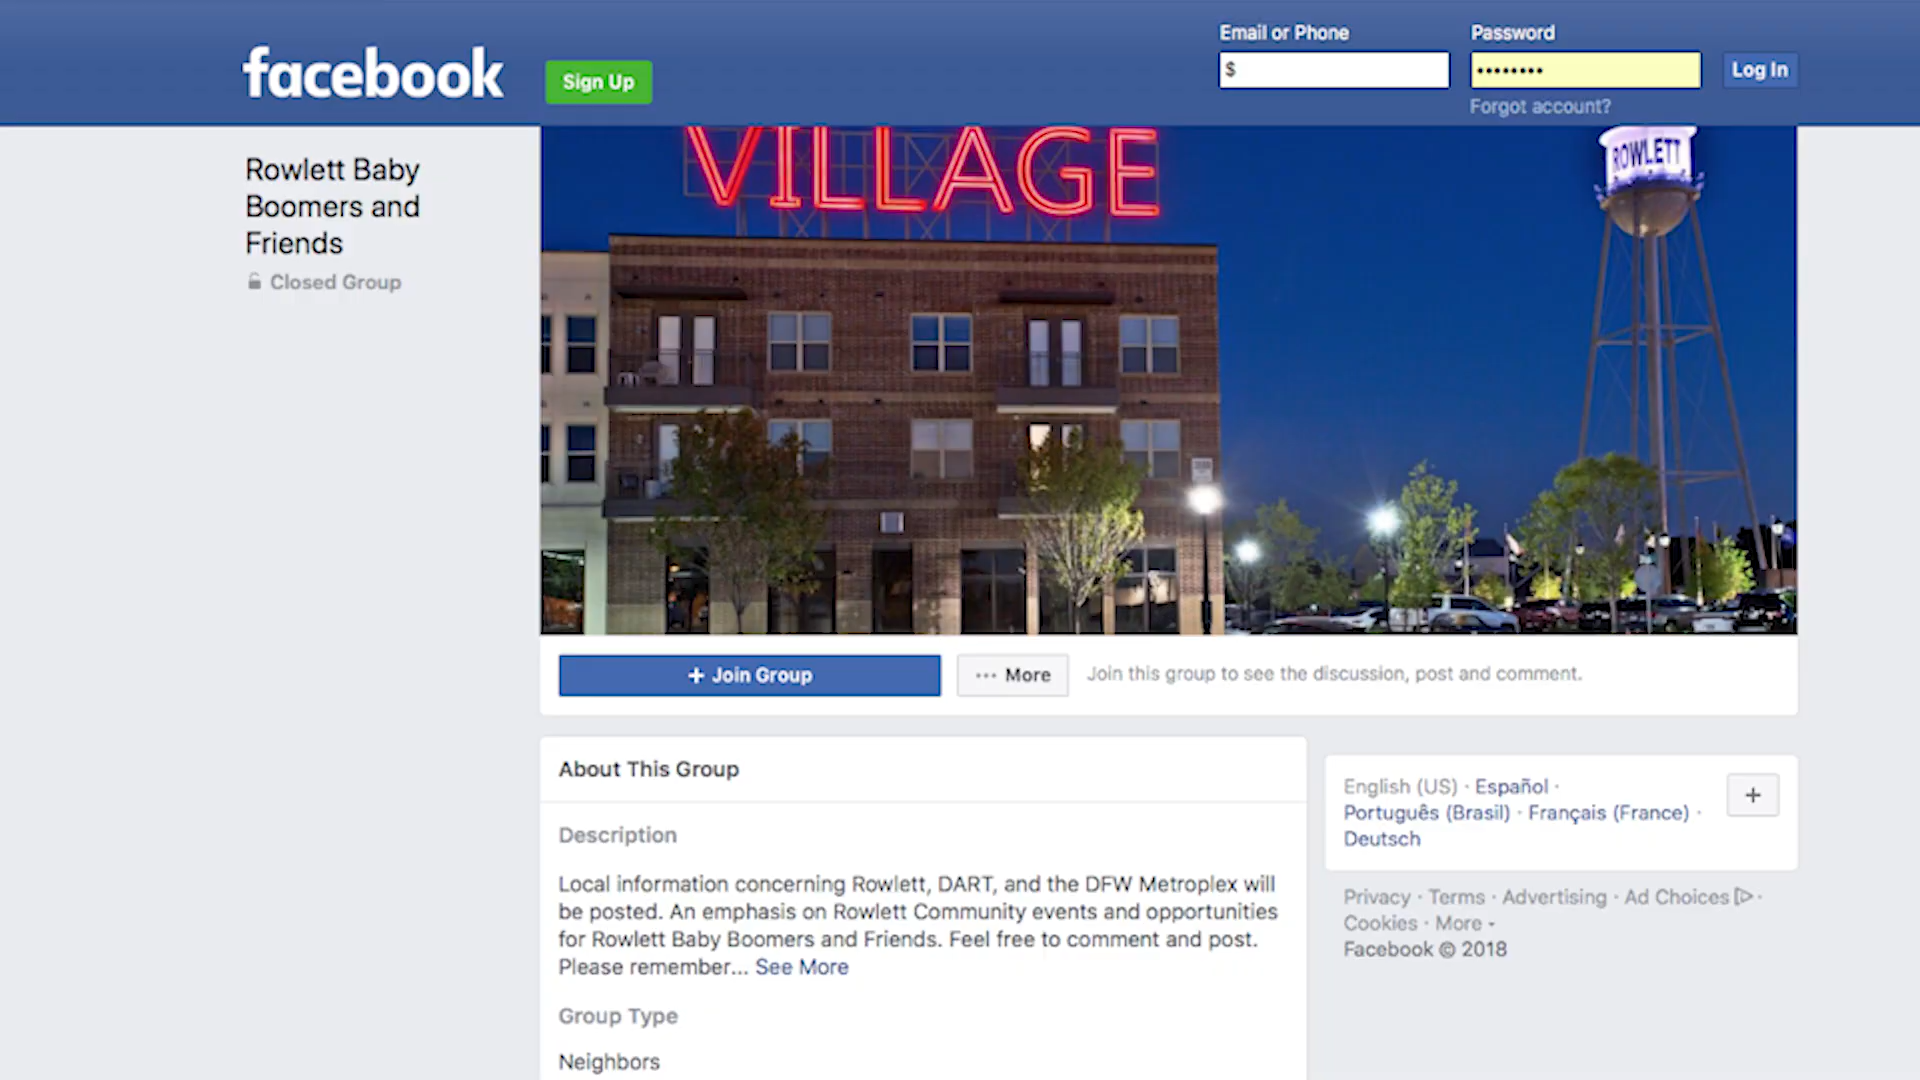 facebook
Sign Up
Email or Phone
Password
$
••••••••
Log In
Forgot account?
Rowlett Baby
Boomers and
Friends
Closed Group
VILLAGE
ROWLETT
+ Join Group
··· More
Join this group to see the discussion, post and comment.
About This Group
Description
Local information concerning Rowlett, DART, and the DFW Metroplex will
be posted. An emphasis on Rowlett Community events and opportunities
for Rowlett Baby Boomers and Friends. Feel free to comment and post.
Please remember... See More
Group Type
Neighbors
English (US) · Español ·
Português (Brasil) · Français (France) ·
Deutsch
+
Privacy · Terms · Advertising · Ad Choices ·
Cookies · More
Facebook © 2018